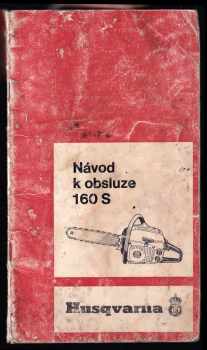 Návod
k obsluze
160 S
Husqvarna